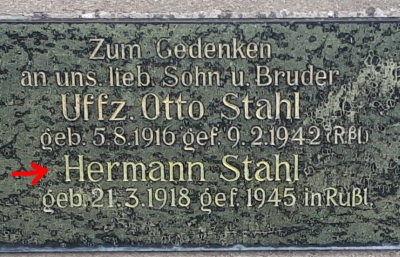 Zum Gedenken
an uns. lieb. Sohn u. Bruder
Uffz. Otto Stahl
geb. 5.8.1916 gef. 9.2.1942
Hermann Stahl
geb. 21.3.1918 gef. 1945 in Rußl.